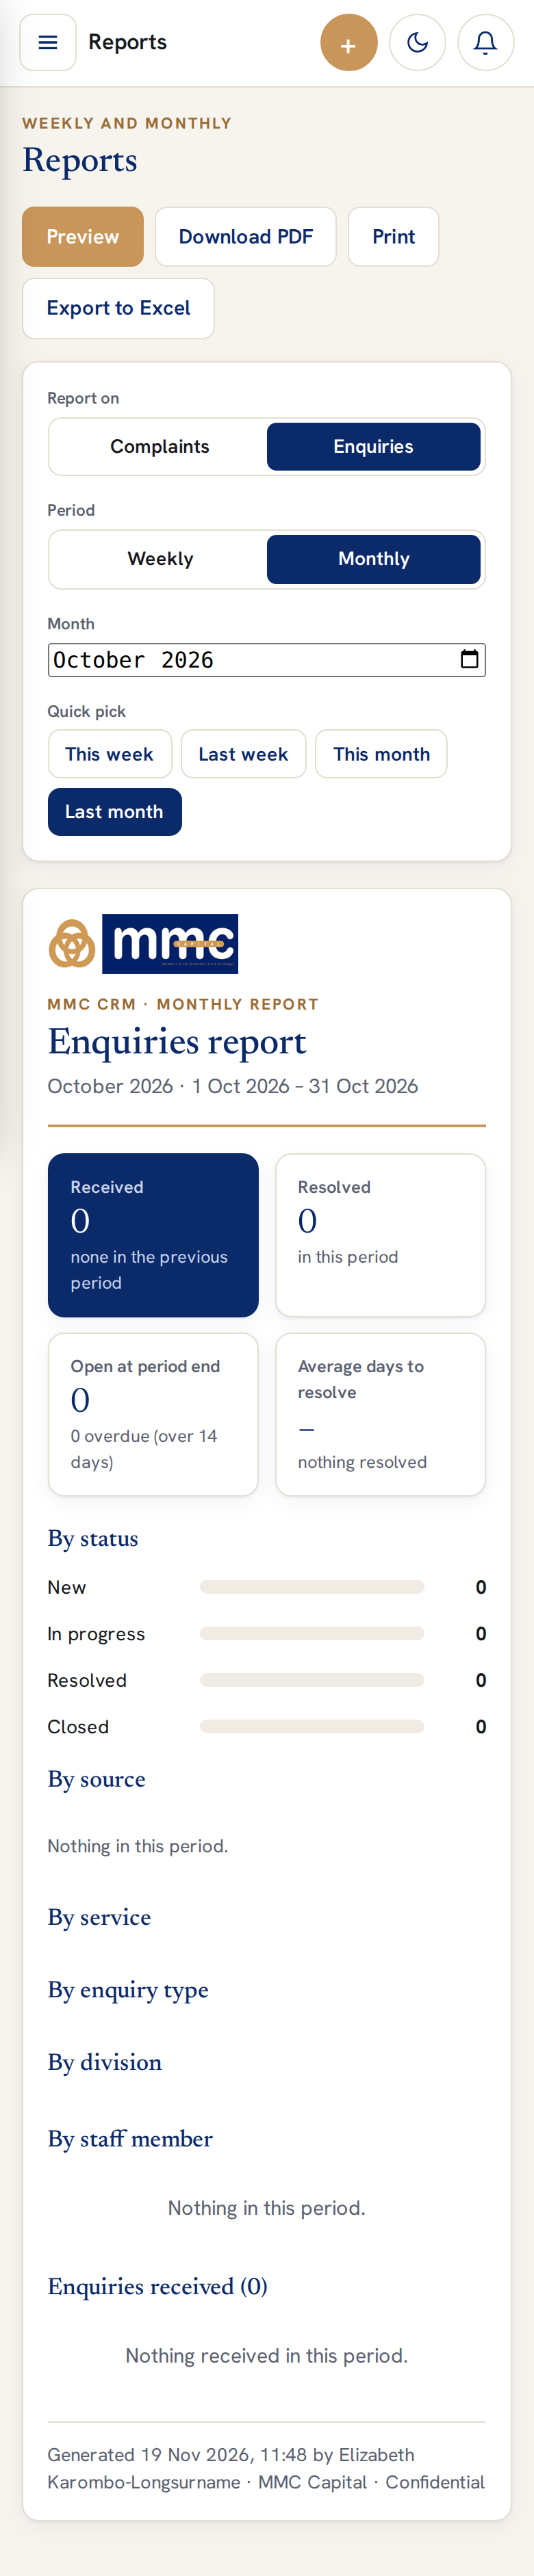 Reports
+
WEEKLY AND MONTHLY
Reports
Preview
Download PDF
Print
Export to Excel
Report on
Complaints
Enquiries
Period
Weekly
Monthly
Month
October 2026
Quick pick
This week
Last week
This month
Last month
mmc
CAPITAL
MMC CRM · MONTHLY REPORT
Enquiries report
October 2026 · 1 Oct 2026 – 31 Oct 2026
Received
0
none in the previous
period
Resolved
0
in this period
Open at period end
0
0 overdue (over 14
days)
Average days to
resolve
–
nothing resolved
By status
New 0
In progress 0
Resolved 0
Closed 0
By source
Nothing in this period.
By service
By enquiry type
By division
By staff member
Nothing in this period.
Enquiries received (0)
Nothing received in this period.
Generated 19 Nov 2026, 11:48 by Elizabeth
Karombo-Longsurname · MMC Capital · Confidential